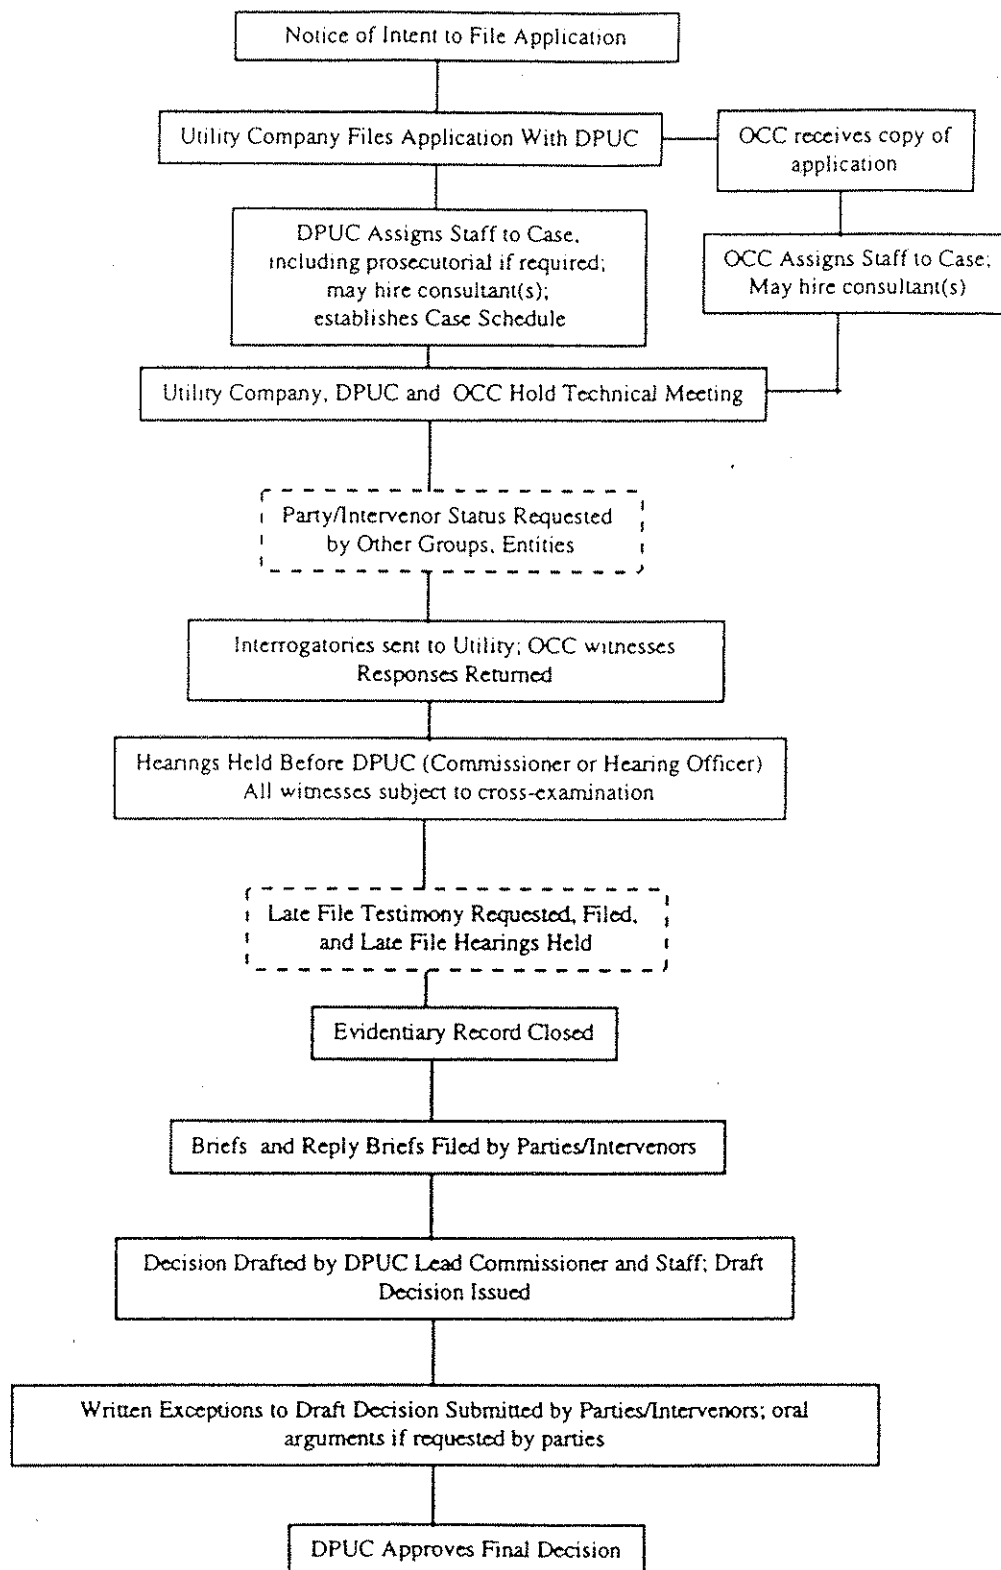 Notice of Intent to File Application
Utility Company Files Application With DPUC
OCC receives copy of
application
DPUC Assigns Staff to Case,
including prosecutorial if required;
may hire consultant(s);
establishes Case Schedule
OCC Assigns Staff to Case;
May hire consultant(s)
Utility Company, DPUC and OCC Hold Technical Meeting
Party/Intervenor Status Requested
by Other Groups, Entities
Interrogatories sent to Utility; OCC witnesses
Responses Returned
Hearings Held Before DPUC (Commissioner or Hearing Officer)
All witnesses subject to cross-examination
Late File Testimony Requested, Filed,
and Late File Hearings Held
Evidentiary Record Closed
Briefs and Reply Briefs Filed by Parties/Intervenors
Decision Drafted by DPUC Lead Commissioner and Staff; Draft
Decision Issued
Written Exceptions to Draft Decision Submitted by Parties/Intervenors; oral
arguments if requested by parties
DPUC Approves Final Decision